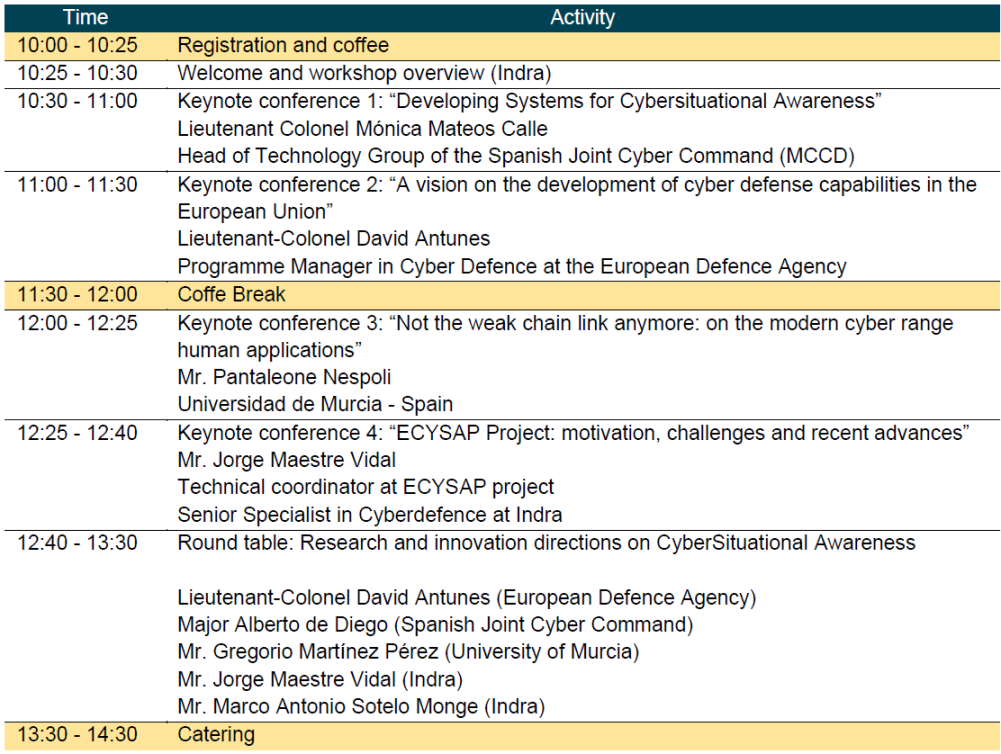 Time Activity
10:00 - 10:25 Registration and coffee
10:25 - 10:30 Welcome and workshop overview (Indra)
10:30 - 11:00 Keynote conference 1: “Developing Systems for Cybersituational Awareness”
Lieutenant Colonel Mónica Mateos Calle
Head of Technology Group of the Spanish Joint Cyber Command (MCCD)
11:00 - 11:30 Keynote conference 2: “A vision on the development of cyber defense capabilities in the
European Union”
Lieutenant-Colonel David Antunes
Programme Manager in Cyber Defence at the European Defence Agency
11:30 - 12:00 Coffe Break
12:00 - 12:25 Keynote conference 3: “Not the weak chain link anymore: on the modern cyber range
human applications”
Mr. Pantaleone Nespoli
Universidad de Murcia - Spain
12:25 - 12:40 Keynote conference 4: “ECYSAP Project: motivation, challenges and recent advances”
Mr. Jorge Maestre Vidal
Technical coordinator at ECYSAP project
Senior Specialist in Cyberdefence at Indra
12:40 - 13:30 Round table: Research and innovation directions on CyberSituational Awareness
Lieutenant-Colonel David Antunes (European Defence Agency)
Major Alberto de Diego (Spanish Joint Cyber Command)
Mr. Gregorio Martínez Pérez (University of Murcia)
Mr. Jorge Maestre Vidal (Indra)
Mr. Marco Antonio Sotelo Monge (Indra)
13:30 - 14:30 Catering